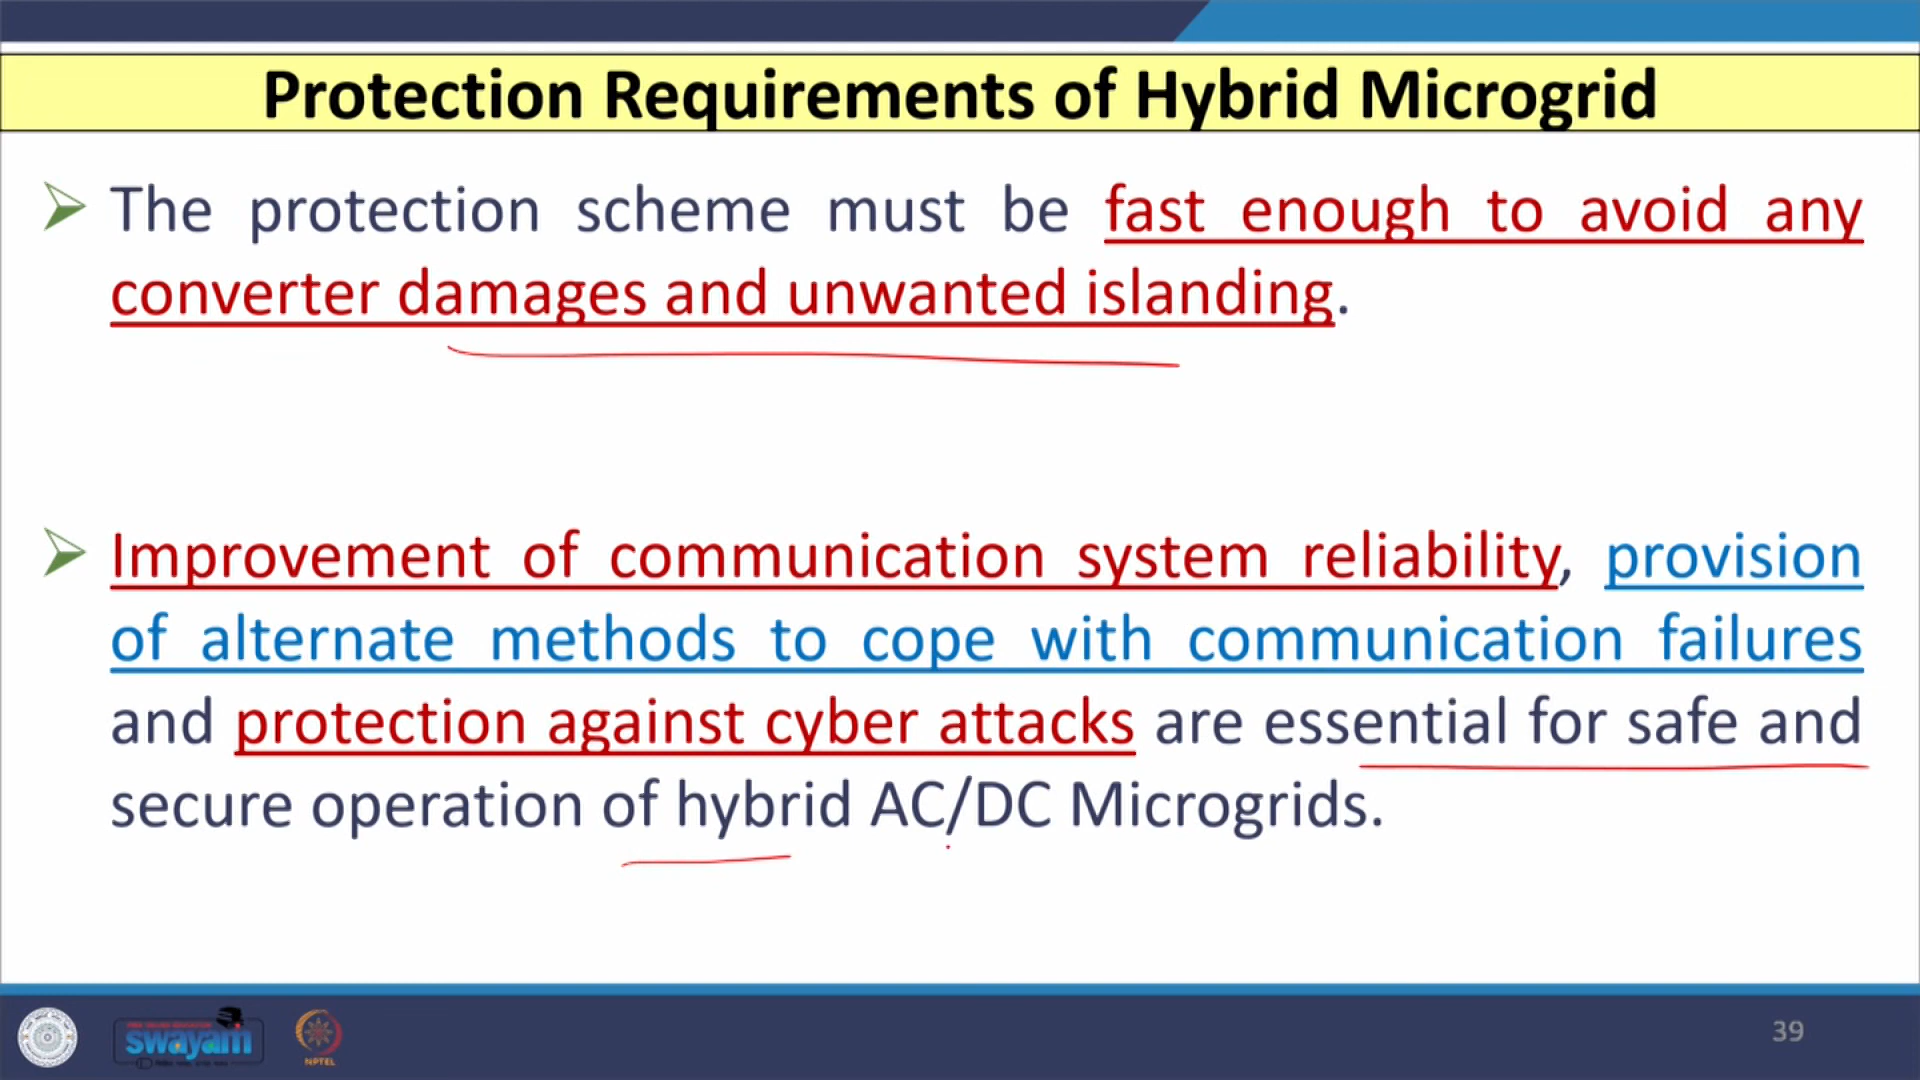 Protection Requirements of Hybrid Microgrid
The protection scheme must be fast enough to avoid any
converter damages and unwanted islanding.
Improvement of communication system reliability, provision
of alternate methods to cope with communication failures
and protection against cyber attacks are essential for safe and
secure operation of hybrid AC/DC Microgrids.
swayam
NPTEL
39